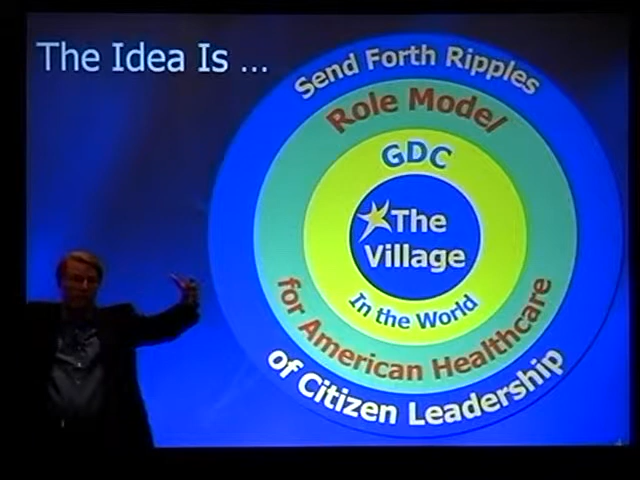 The Idea Is ...
Send Forth Ripples
Role Model
GDC
The
Village
In the World
for American Healthcare
of Citizen Leadership